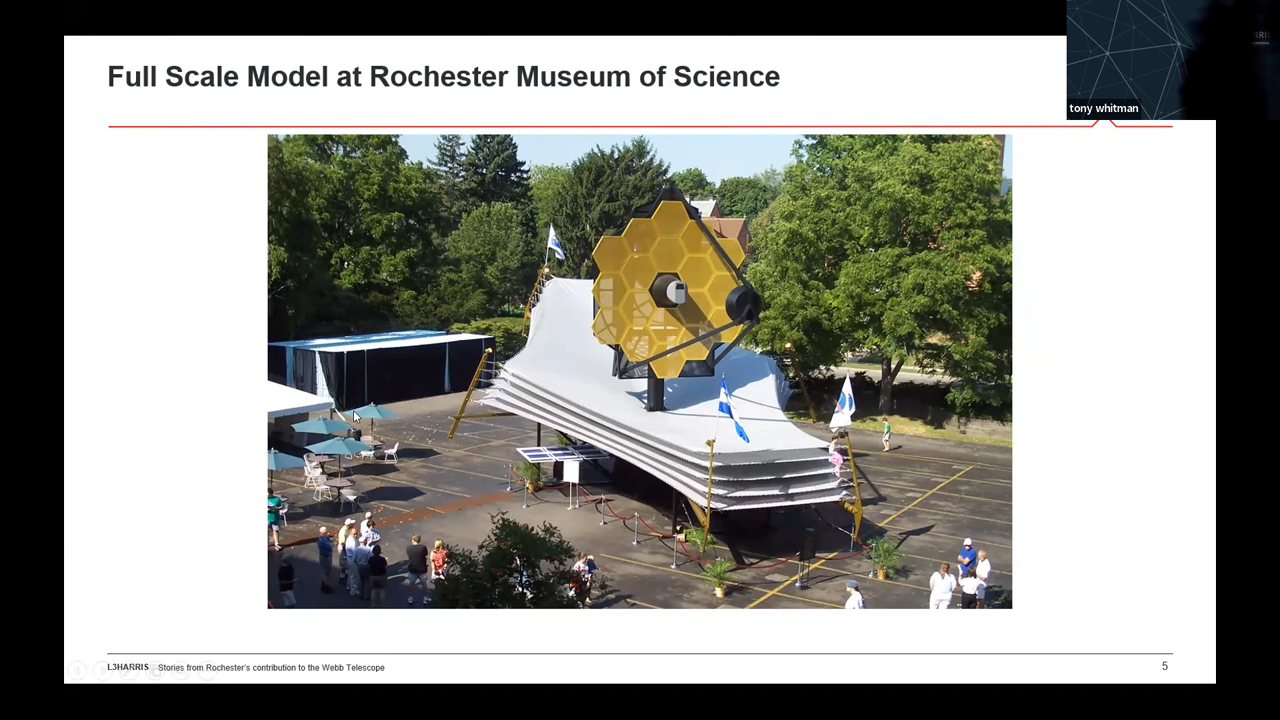 Full Scale Model at Rochester Museum of Science
tony whitman
L3HARRIS Stories from Rochester's contribution to the Webb Telescope
5